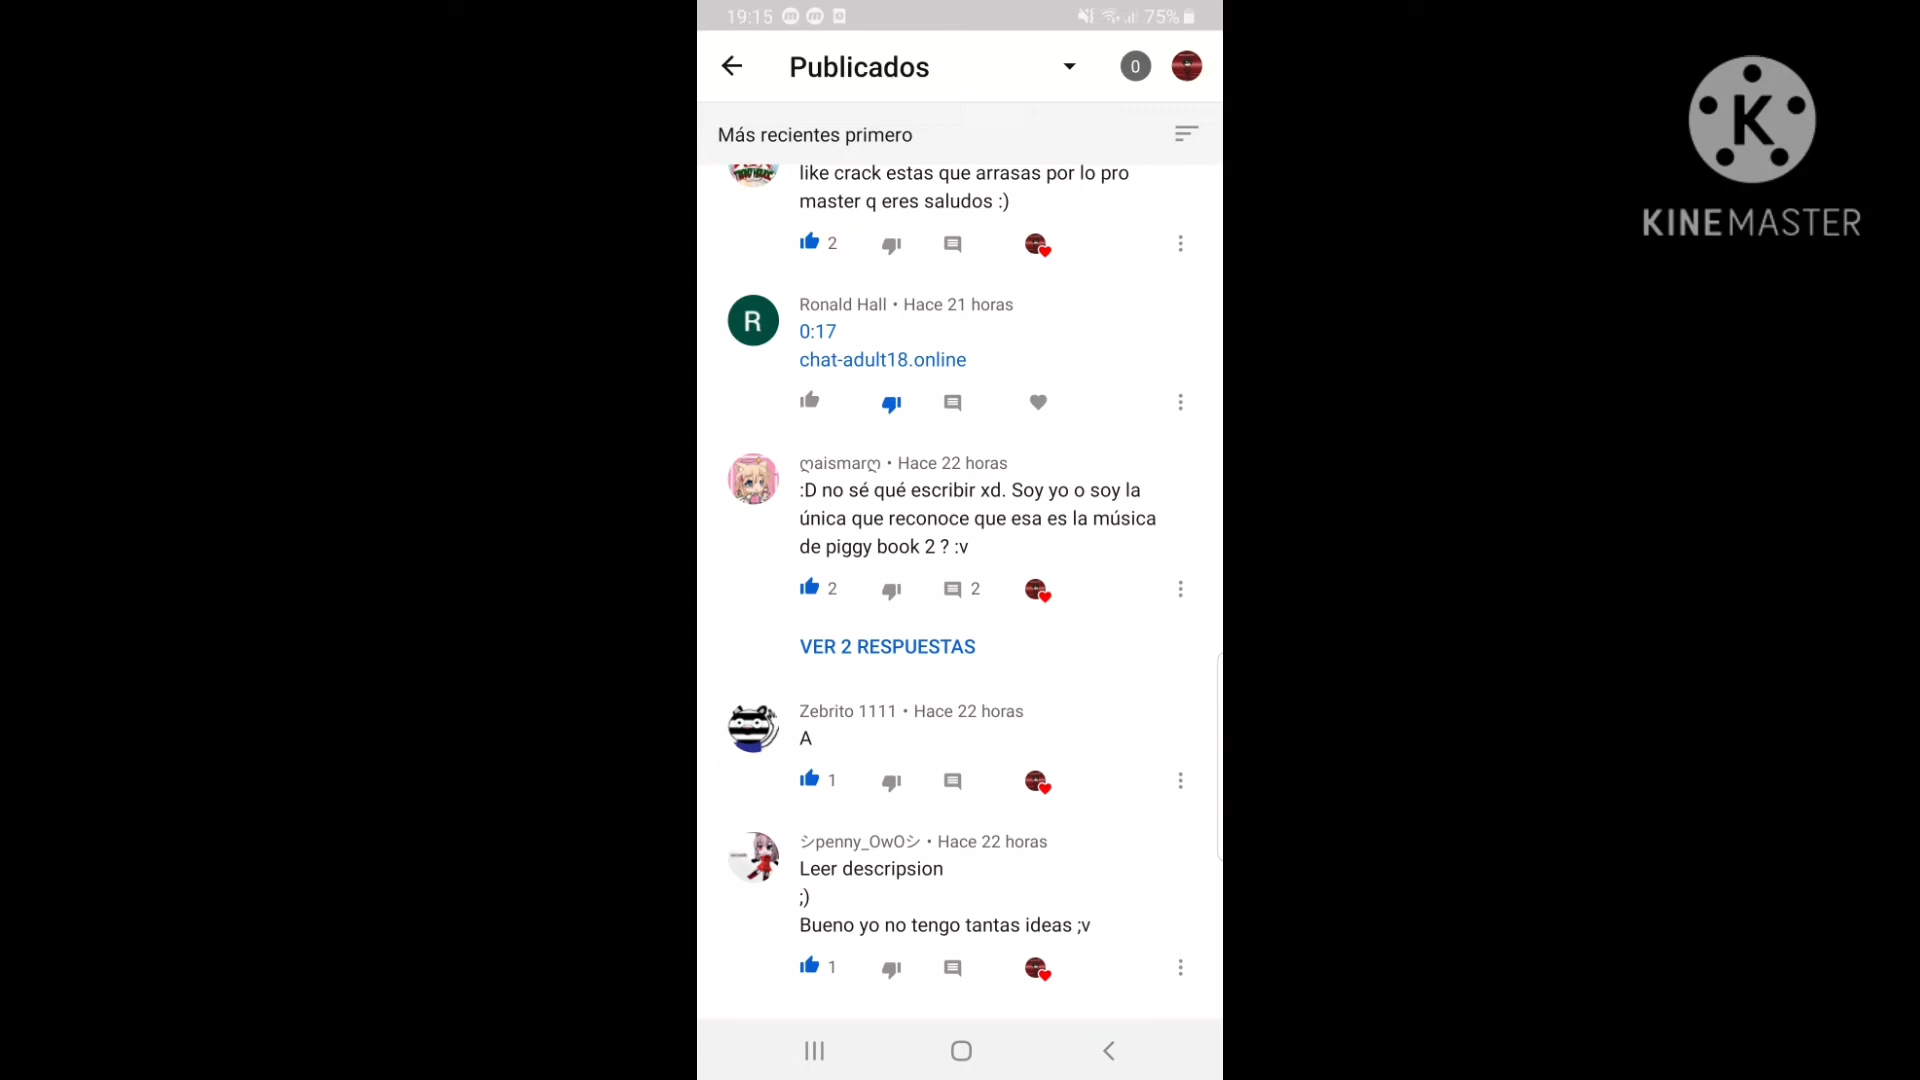 19:15
75%
Publicados
0
Más recientes primero
like crack estas que arrasas por lo pro
master q eres saludos :)
2
R
Ronald Hall • Hace 21 horas
0:17
chat-adult18.online
ღaismarღ • Hace 22 horas
:D no sé qué escribir xd. Soy yo o soy la
única que reconoce que esa es la música
de piggy book 2 ? :v
2
2
VER 2 RESPUESTAS
Zebrito 1111 • Hace 22 horas
A
1
シpenny_OwOシ • Hace 22 horas
Leer descripsion
;)
Bueno yo no tengo tantas ideas ;v
1
K
KINEMASTER